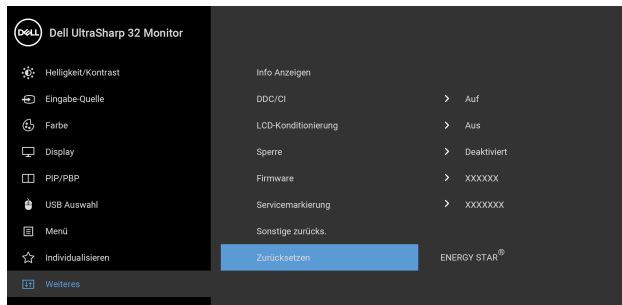 DELL Dell UltraSharp 32 Monitor
Helligkeit/Kontrast Info Anzeigen
Eingabe-Quelle DDC/CI Auf
Farbe LCD-Konditionierung Aus
Display Sperre Deaktiviert
PIP/PBP Firmware XXXXXX
USB Auswahl Servicemarkierung XXXXXXX
Menü Sonstige zurücks.
Individualisieren Zurücksetzen ENERGY STAR®
Weiteres